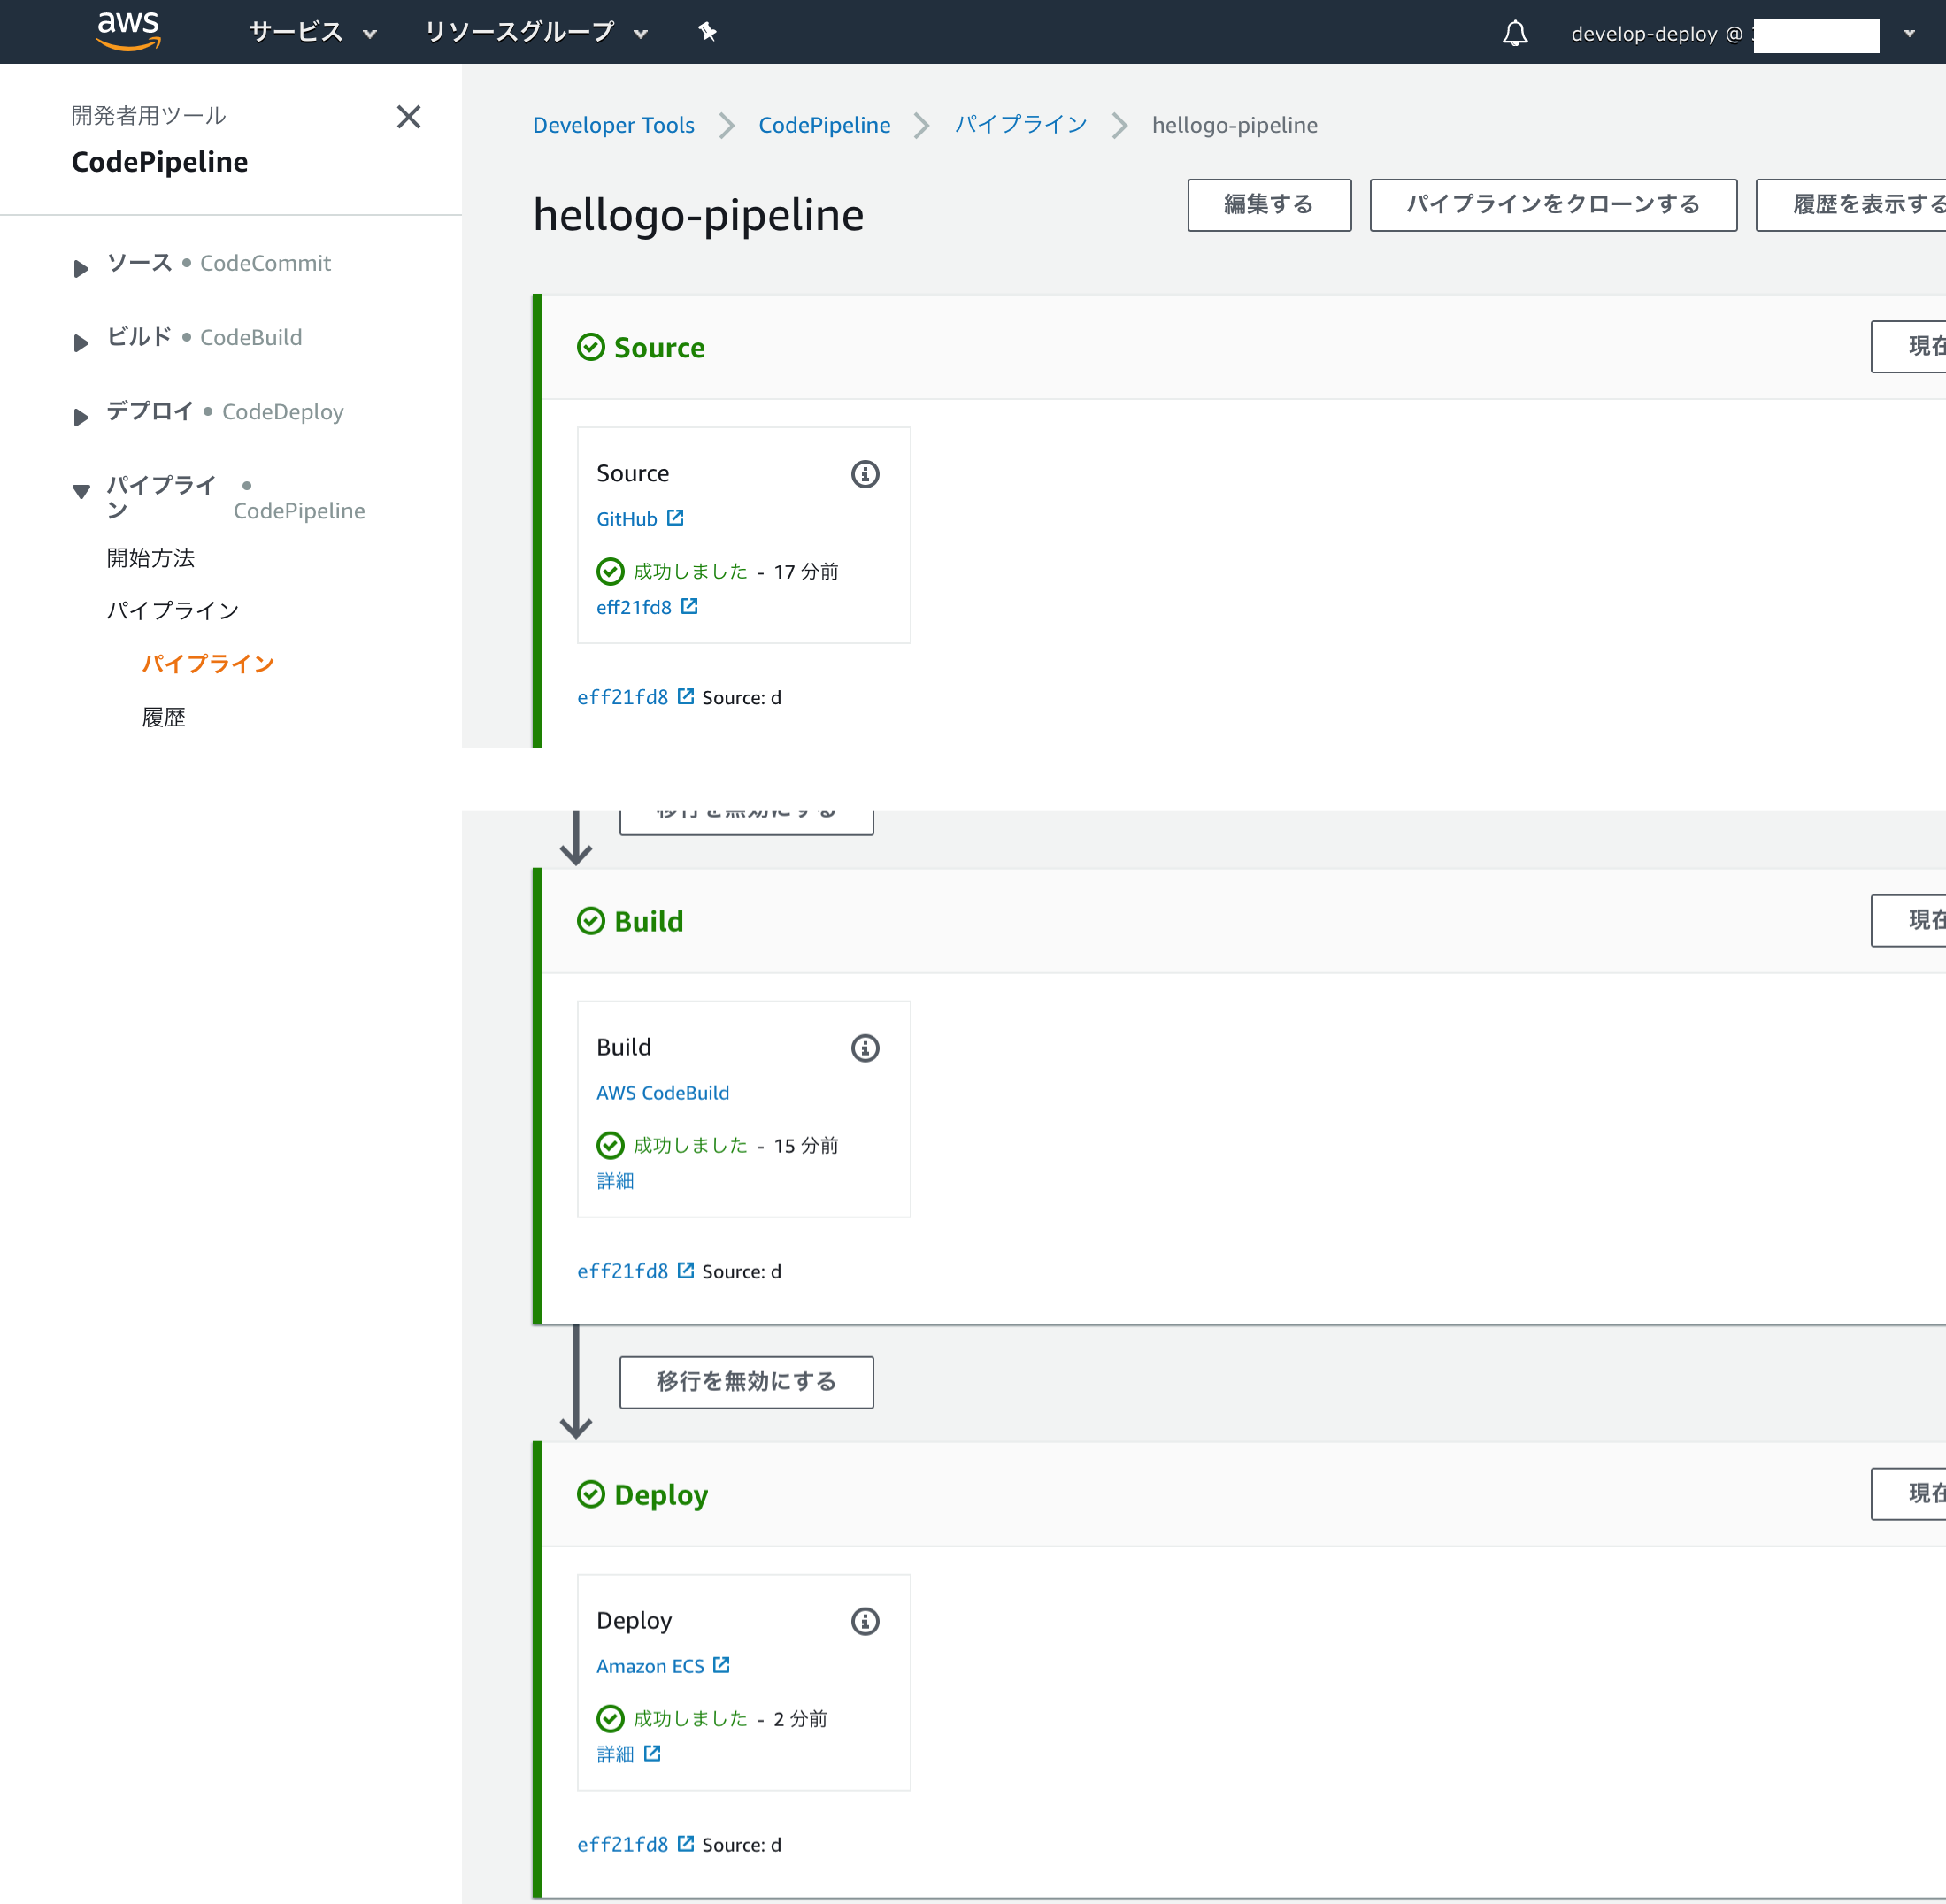 aws
サービス
リソースグループ
develop-deploy @
開発者用ツール
CodePipeline
ソース • CodeCommit
ビルド • CodeBuild
デプロイ • CodeDeploy
パイプライン • CodePipeline
開始方法
パイプライン
パイプライン
履歴
Developer Tools
CodePipeline
パイプライン
hellogo-pipeline
hellogo-pipeline
編集する
パイプラインをクローンする
履歴を表示する
Source
現在
Source
GitHub
成功しました - 17 分前
eff21fd8
eff21fd8 Source: d
移行を無効にする
Build
現在
Build
AWS CodeBuild
成功しました - 15 分前
詳細
eff21fd8 Source: d
移行を無効にする
Deploy
現在
Deploy
Amazon ECS
成功しました - 2 分前
詳細
eff21fd8 Source: d